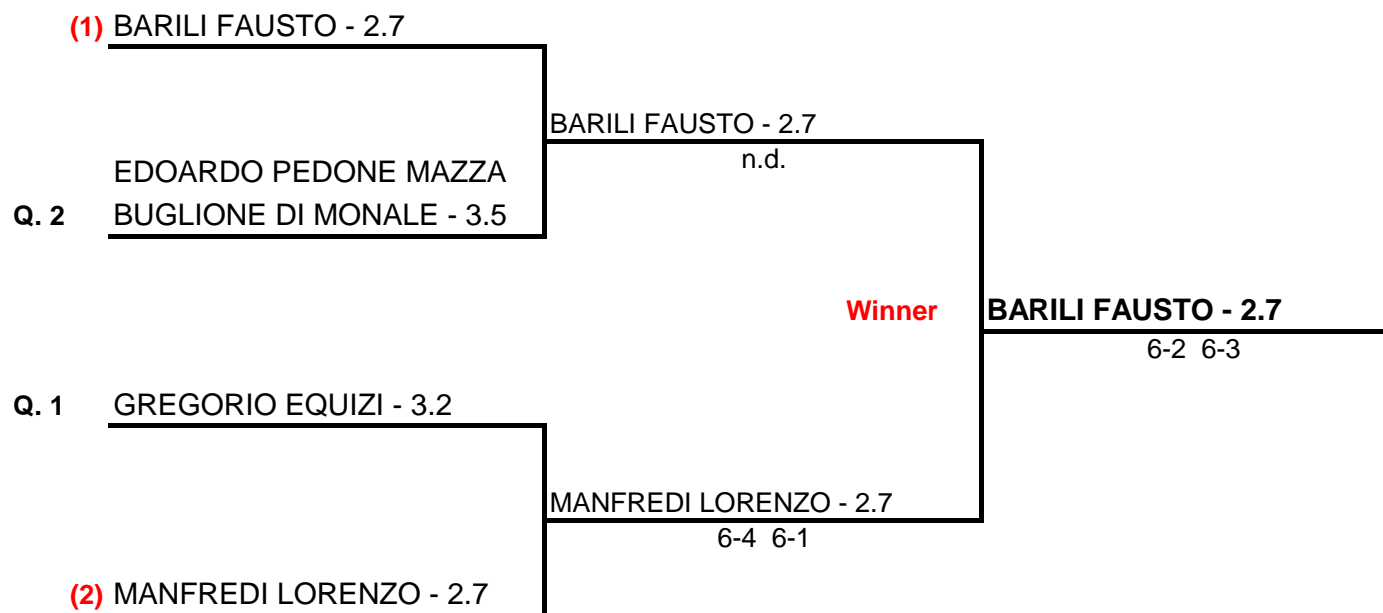 (1) BARILI FAUSTO - 2.7
BARILI FAUSTO - 2.7
n.d.
EDOARDO PEDONE MAZZA
Q. 2 BUGLIONE DI MONALE - 3.5
Winner BARILI FAUSTO - 2.7
6-2 6-3
Q. 1 GREGORIO EQUIZI - 3.2
MANFREDI LORENZO - 2.7
6-4 6-1
(2) MANFREDI LORENZO - 2.7